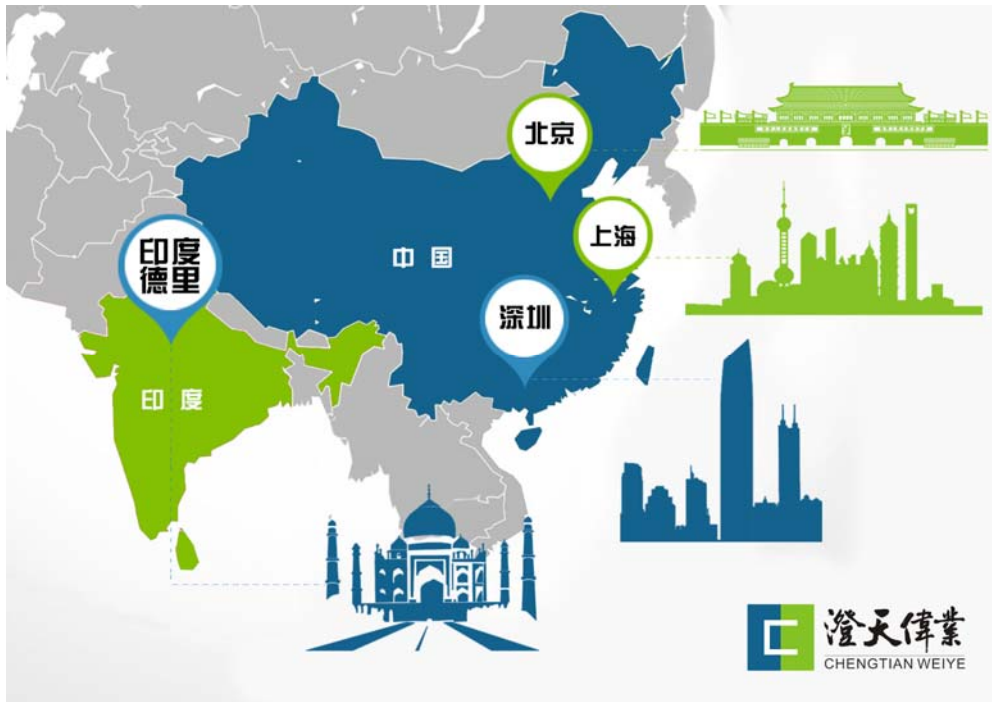 北京
上海
印度
德里
中国
深圳
印度
澄天偉業
CHENGTIAN WEIYE